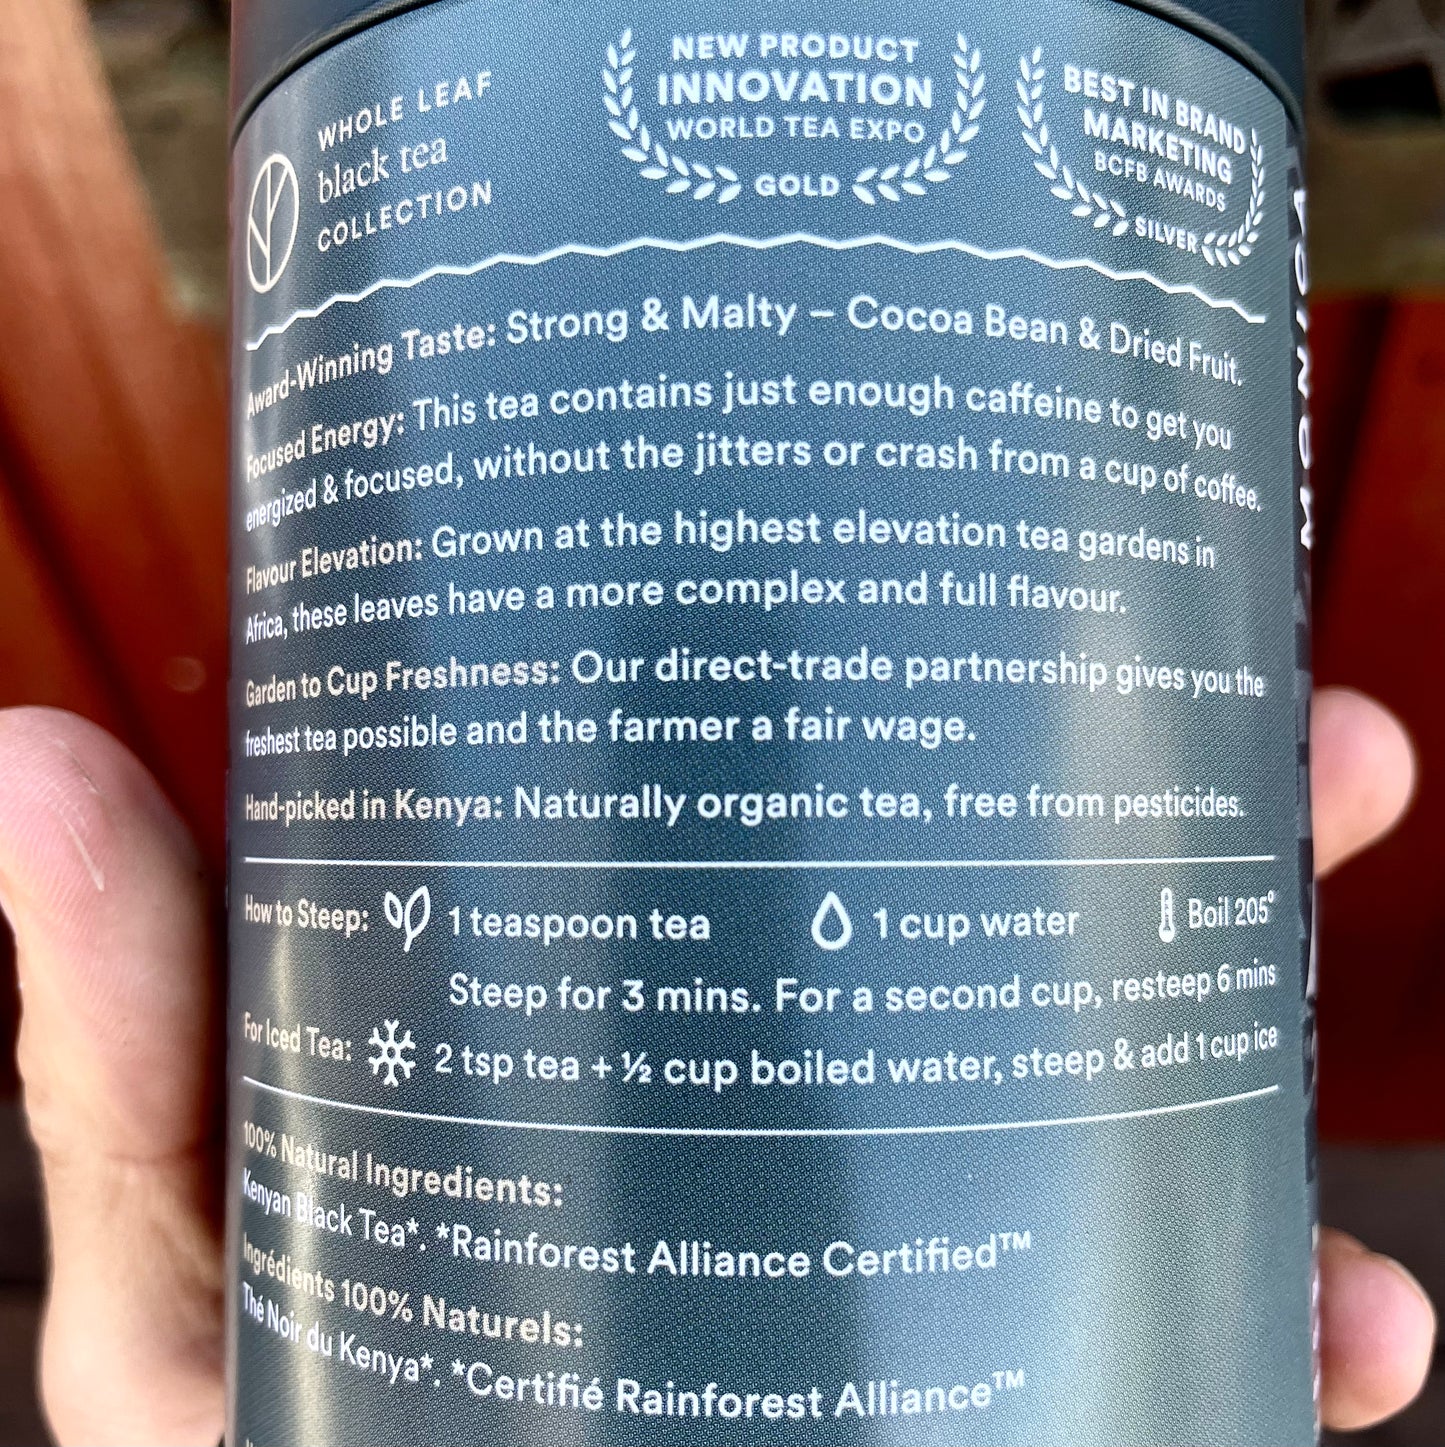 WHOLE LEAF
black tea
COLLECTION
NEW PRODUCT
INNOVATION
WORLD TEA EXPO
GOLD
BEST IN BRAND
MARKETING
BCFB AWARDS
SILVER
Award-Winning Taste: Strong & Malty – Cocoa Bean & Dried Fruit.
Focused Energy: This tea contains just enough caffeine to get you
energized & focused, without the jitters or crash from a cup of coffee.
Flavour Elevation: Grown at the highest elevation tea gardens in
Africa, these leaves have a more complex and full flavour.
Garden to Cup Freshness: Our direct-trade partnership gives you the
freshest tea possible and the farmer a fair wage.
Hand-picked in Kenya: Naturally organic tea, free from pesticides.
How to Steep: 1 teaspoon tea 1 cup water Boil 205°
Steep for 3 mins. For a second cup, resteep 6 mins
For Iced Tea: 2 tsp tea + ½ cup boiled water, steep & add 1 cup ice
100% Natural Ingredients:
Kenyan Black Tea*. *Rainforest Alliance Certified™
Ingrédients 100% Naturels:
Thé Noir du Kenya*. *Certifié Rainforest Alliance™